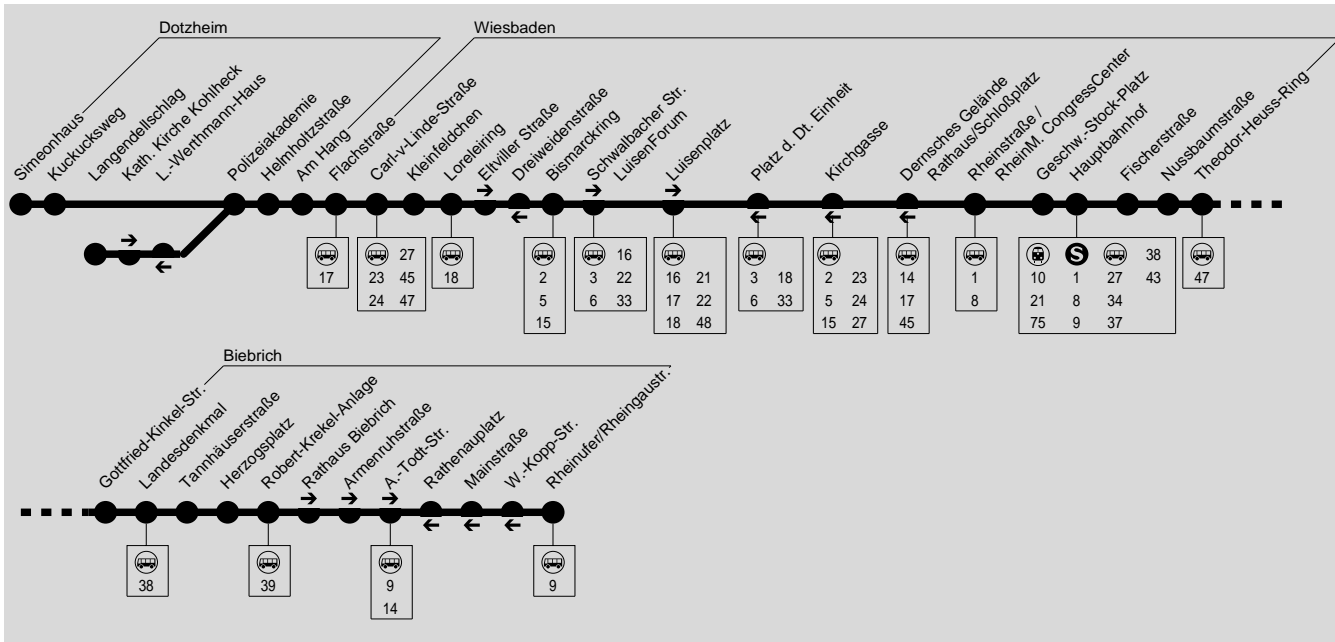 Dotzheim
Wiesbaden
Simeonhaus
Kuckucksweg
Langendellschlag
Kath. Kirche Kohlheck
L.-Werthmann-Haus
Polizeiakademie
Helmholtzstraße
Am Hang
Flachstraße
Carl-v-Linde-Straße
Kleinfeldchen
Loreleiring
Eltviller Straße
Dreiweidenstraße
Bismarckring
Schwalbacher Str.
LuisenForum
Luisenplatz
Platz d. Dt. Einheit
Kirchgasse
Dernsches Gelände
Rathaus/Schloßplatz
Rheinstraße /
RheinM. CongressCenter
Geschw.-Stock-Platz
Hauptbahnhof
Fischerstraße
Nussbaumstraße
Theodor-Heuss-Ring
17
27
23 45
24 47
18
2
5
15
16
3 22
6 33
16 21
17 22
18 48
3 18
6 33
2 23
5 24
15 27
14
17
45
1
8
S 38
10 1 27 43
21 8 34
75 9 37
47
Biebrich
Gottfried-Kinkel-Str.
Landesdenkmal
Tannhäuserstraße
Herzogsplatz
Robert-Krekel-Anlage
Rathaus Biebrich
Armenruhstraße
A.-Todt-Str.
Rathenauplatz
Mainstraße
W.-Kopp-Str.
Rheinufer/Rheingaustr.
38
39
9
14
9